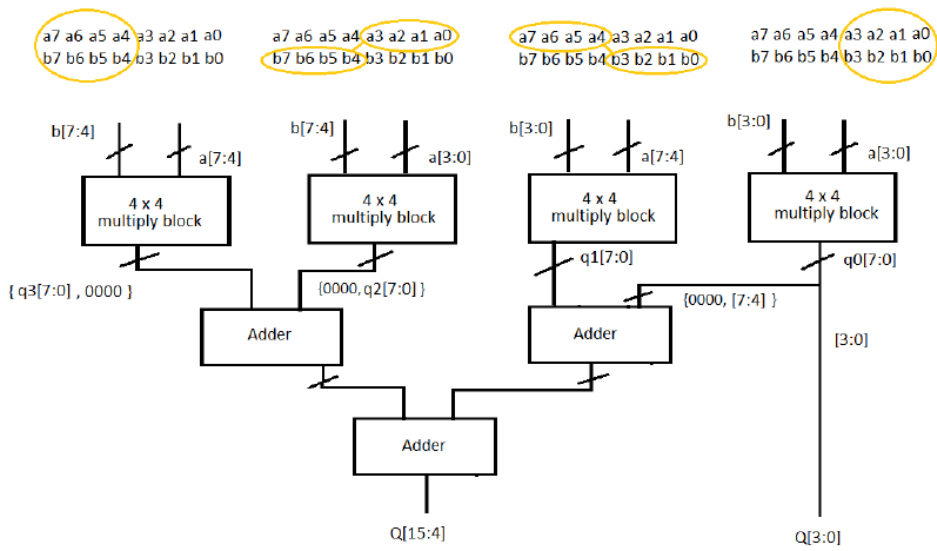 a7 a6 a5 a4 a3 a2 a1 a0
b7 b6 b5 b4 b3 b2 b1 b0
a7 a6 a5 a4 a3 a2 a1 a0
b7 b6 b5 b4 b3 b2 b1 b0
a7 a6 a5 a4 a3 a2 a1 a0
b7 b6 b5 b4 b3 b2 b1 b0
a7 a6 a5 a4 a3 a2 a1 a0
b7 b6 b5 b4 b3 b2 b1 b0
b[7:4]
a[7:4]
b[7:4]
a[3:0]
b[3:0]
a[7:4]
b[3:0]
a[3:0]
4 x 4
multiply block
4 x 4
multiply block
4 x 4
multiply block
4 x 4
multiply block
{ q3[7:0] , 0000 }
{0000, q2[7:0] }
q1[7:0]
q0[7:0]
{0000, [7:4] }
Adder
Adder
[3:0]
Adder
Q[15:4]
Q[3:0]